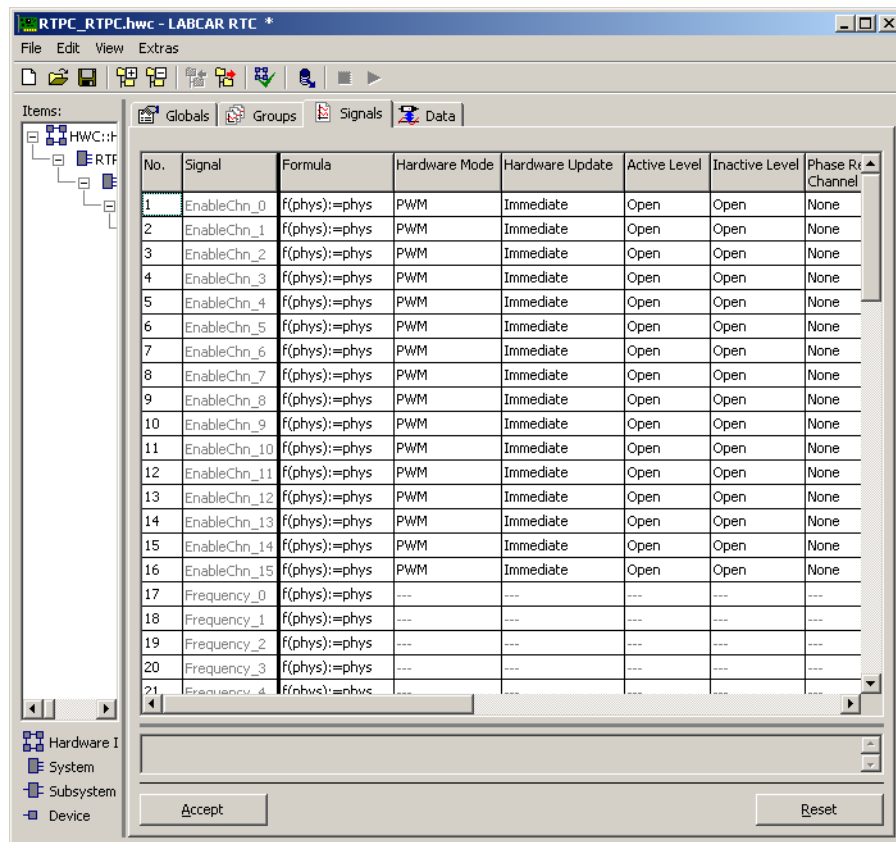 RTPC_RTPC.hwc - LABCAR RTC *
File Edit View Extras
Items:
Globals Groups Signals Data
HWC::H
RTF
No. Signal Formula Hardware Mode Hardware Update Active Level Inactive Level Phase Re
Channel
1 EnableChn_0 f(phys):=phys PWM Immediate Open Open None
2 EnableChn_1 f(phys):=phys PWM Immediate Open Open None
3 EnableChn_2 f(phys):=phys PWM Immediate Open Open None
4 EnableChn_3 f(phys):=phys PWM Immediate Open Open None
5 EnableChn_4 f(phys):=phys PWM Immediate Open Open None
6 EnableChn_5 f(phys):=phys PWM Immediate Open Open None
7 EnableChn_6 f(phys):=phys PWM Immediate Open Open None
8 EnableChn_7 f(phys):=phys PWM Immediate Open Open None
9 EnableChn_8 f(phys):=phys PWM Immediate Open Open None
10 EnableChn_9 f(phys):=phys PWM Immediate Open Open None
11 EnableChn_10 f(phys):=phys PWM Immediate Open Open None
12 EnableChn_11 f(phys):=phys PWM Immediate Open Open None
13 EnableChn_12 f(phys):=phys PWM Immediate Open Open None
14 EnableChn_13 f(phys):=phys PWM Immediate Open Open None
15 EnableChn_14 f(phys):=phys PWM Immediate Open Open None
16 EnableChn_15 f(phys):=phys PWM Immediate Open Open None
17 Frequency_0 f(phys):=phys --- --- --- --- ---
18 Frequency_1 f(phys):=phys --- --- --- --- ---
19 Frequency_2 f(phys):=phys --- --- --- --- ---
20 Frequency_3 f(phys):=phys --- --- --- --- ---
21 Frequency_4 f(phys):=phys --- --- --- --- ---
Hardware I
System
Subsystem
Device
Accept Reset